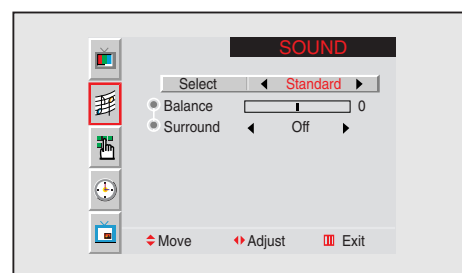 SOUND
Select Standard
Balance 0
Surround Off
Move Adjust Exit